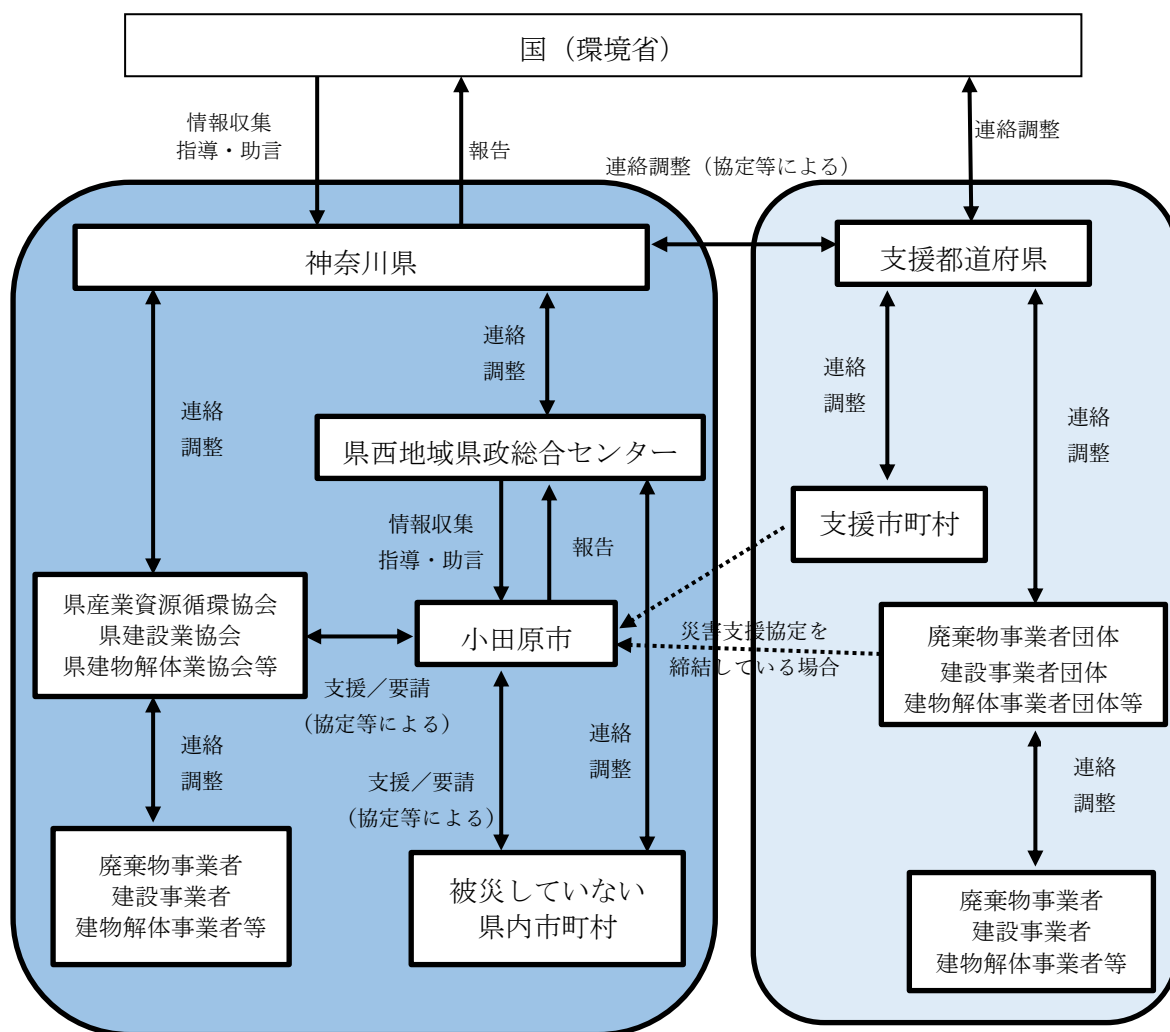 国（環境省）
情報収集
指導・助言
報告
連絡調整
連絡調整（協定等による）
神奈川県
支援都道府県
連絡
調整
連絡
調整
連絡
調整
連絡
調整
県西地域県政総合センター
支援市町村
情報収集
指導・助言
報告
県産業資源循環協会
県建設業協会
県建物解体業協会等
小田原市
災害支援協定を
締結している場合
廃棄物事業者団体
建設事業者団体
建物解体事業者団体等
支援／要請
（協定等による）
連絡
調整
支援／要請
（協定等による）
連絡
調整
連絡
調整
廃棄物事業者
建設事業者
建物解体事業者等
被災していない
県内市町村
廃棄物事業者
建設事業者
建物解体事業者等